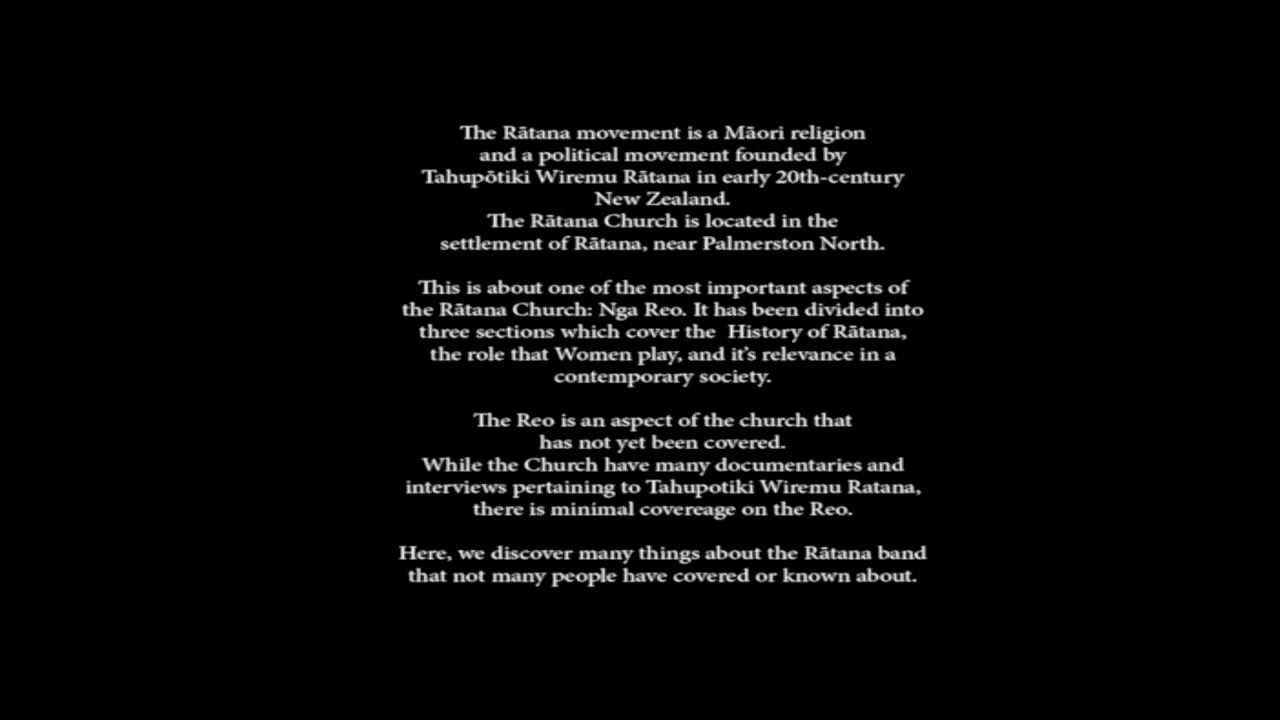 The Rātana movement is a Māori religion
and a political movement founded by
Tahupōtiki Wiremu Rātana in early 20th-century
New Zealand.
The Rātana Church is located in the
settlement of Rātana, near Palmerston North.
This is about one of the most important aspects of
the Rātana Church: Nga Reo. It has been divided into
three sections which cover the  History of Rātana,
the role that Women play, and it's relevance in a
contemporary society.
The Reo is an aspect of the church that
has not yet been covered.
While the Church have many documentaries and
interviews pertaining to Tahupotiki Wiremu Ratana,
there is minimal covereage on the Reo.
Here, we discover many things about the Rātana band
that not many people have covered or known about.